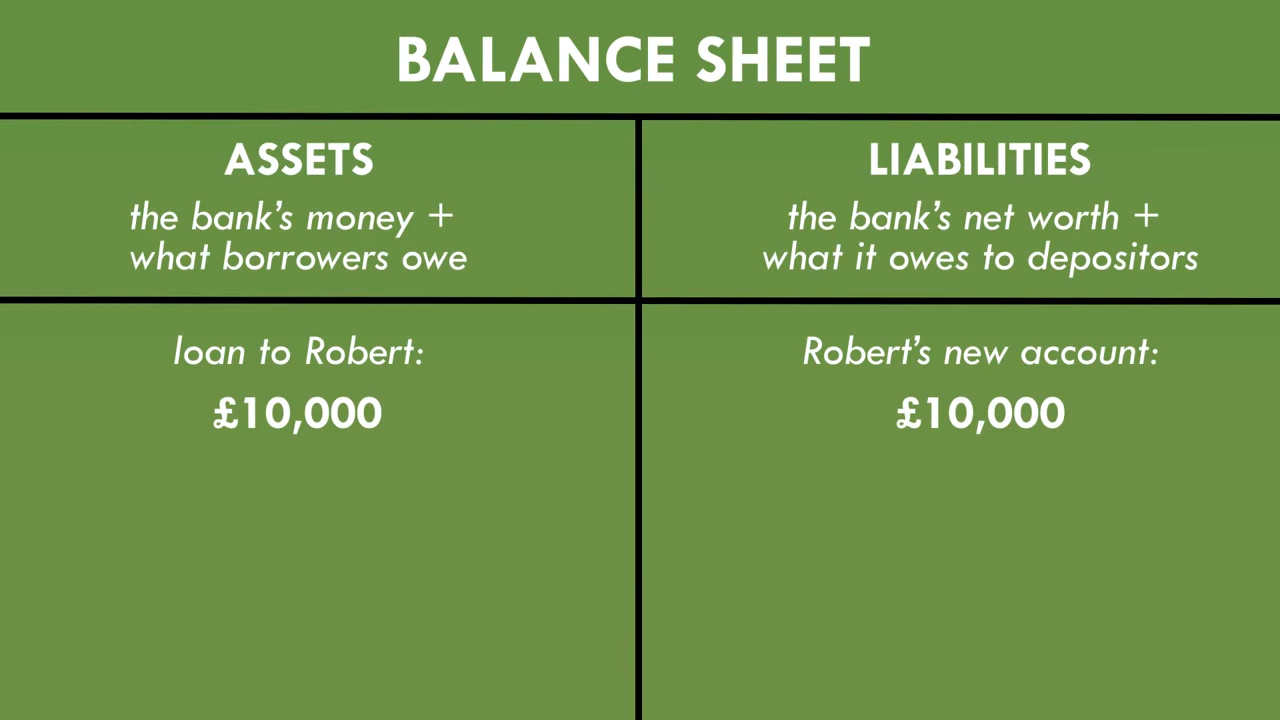 BALANCE SHEET
ASSETS
the bank's money +
what borrowers owe
LIABILITIES
the bank's net worth +
what it owes to depositors
loan to Robert:
£10,000
Robert's new account:
£10,000